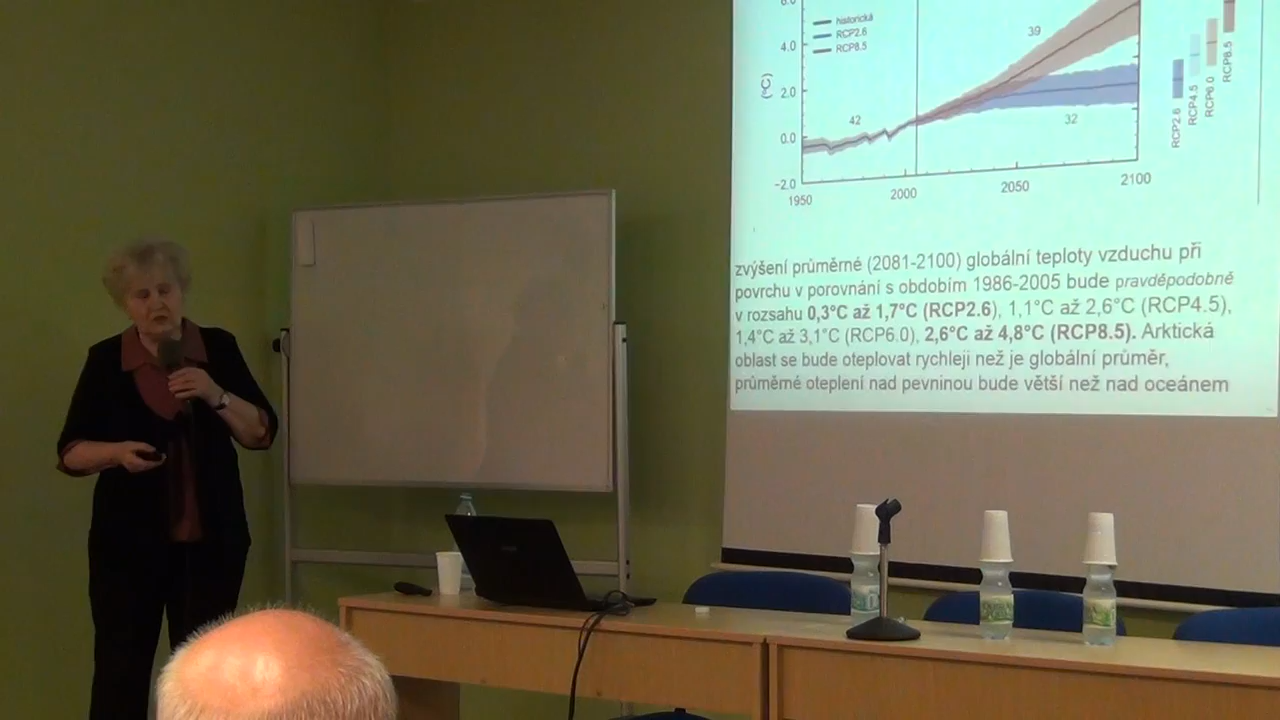 6.0
historická
4.0
RCP2.6
39
RCP8.5
(ºC)
2.0
42
32
0.0
RCP2.6
RCP4.5
RCP6.0
RCP8.5
−2.0
1950
2000
2050
2100
zvýšení průměrné (2081-2100) globální teploty vzduchu při
povrchu v porovnání s obdobím 1986-2005 bude pravděpodobně
v rozsahu 0,3°C až 1,7°C (RCP2.6), 1,1°C až 2,6°C (RCP4.5),
1,4°C až 3,1°C (RCP6.0), 2,6°C až 4,8°C (RCP8.5). Arktická
oblast se bude oteplovat rychleji než je globální průměr,
průměrné oteplení nad pevninou bude větší než nad oceánem